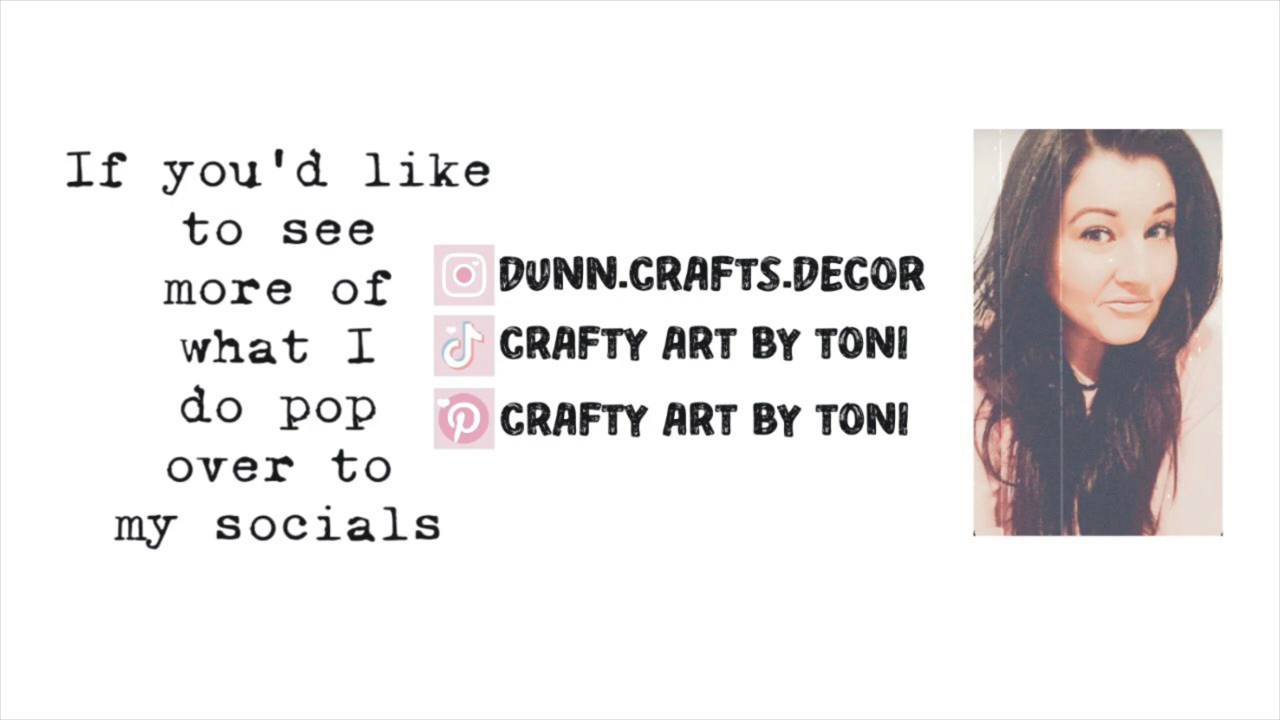 If you'd like
to see
more of
what I
do pop
over to
my socials
DUNN.CRAFTS.DECOR
CRAFTY ART BY TONI
CRAFTY ART BY TONI